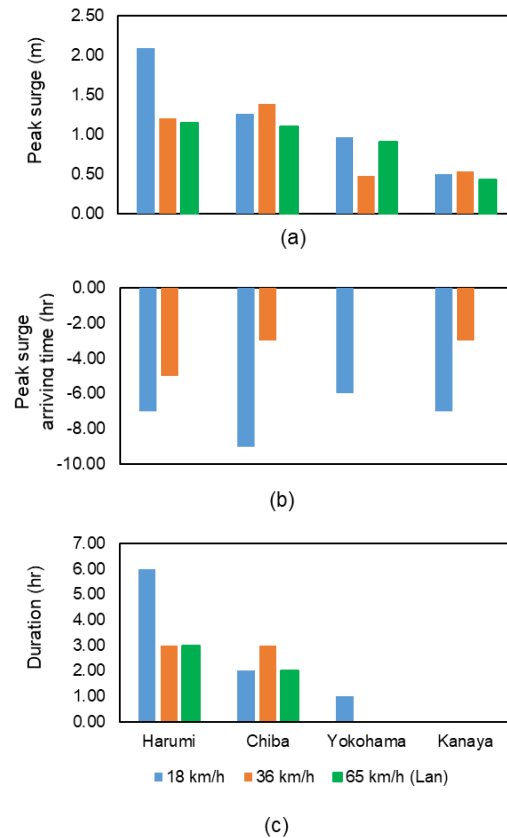 Peak surge (m)
2.50
2.00
1.50
1.00
0.50
0.00
(a)
Peak surge
arriving time (hr)
0.00
-2.00
-4.00
-6.00
-8.00
-10.00
(b)
Duration (hr)
7.00
6.00
5.00
4.00
3.00
2.00
1.00
0.00
Harumi Chiba Yokohama Kanaya
18 km/h 36 km/h 65 km/h (Lan)
(c)